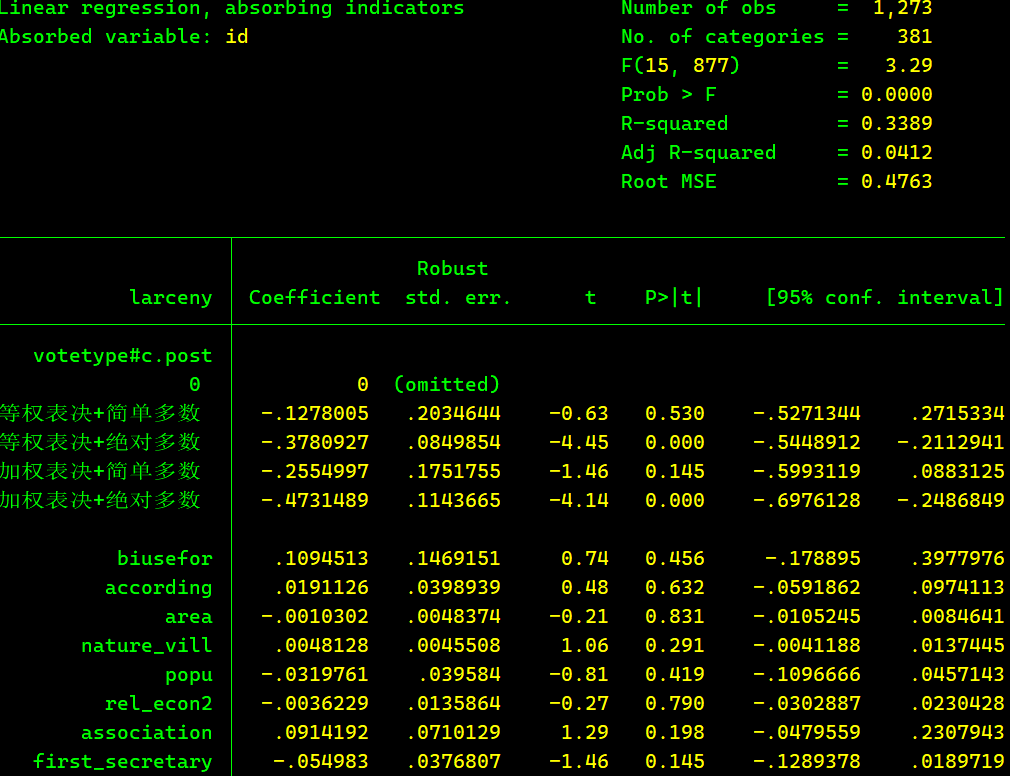 Linear regression, absorbing indicators Number of obs = 1,273
Absorbed variable: id No. of categories = 381
F(15, 877) = 3.29
Prob > F = 0.0000
R-squared = 0.3389
Adj R-squared = 0.0412
Root MSE = 0.4763
Robust
larceny Coefficient std. err. t P>|t| [95% conf. interval]
votetype#c.post
0 0 (omitted)
等权表决+简单多数 -.1278005 .2034644 -0.63 0.530 -.5271344 .2715334
等权表决+绝对多数 -.3780927 .0849854 -4.45 0.000 -.5448912 -.2112941
加权表决+简单多数 -.2554997 .1751755 -1.46 0.145 -.5993119 .0883125
加权表决+绝对多数 -.4731489 .1143665 -4.14 0.000 -.6976128 -.2486849
biusefor .1094513 .1469151 0.74 0.456 -.178895 .3977976
according .0191126 .0398939 0.48 0.632 -.0591862 .0974113
area -.0010302 .0048374 -0.21 0.831 -.0105245 .0084641
nature_vill .0048128 .0045508 1.06 0.291 -.0041188 .0137445
popu -.0319761 .039584 -0.81 0.419 -.1096666 .0457143
rel_econ2 -.0036229 .0135864 -0.27 0.790 -.0302887 .0230428
association .0914192 .0710129 1.29 0.198 -.0479559 .2307943
first_secretary -.054983 .0376807 -1.46 0.145 -.1289378 .0189719